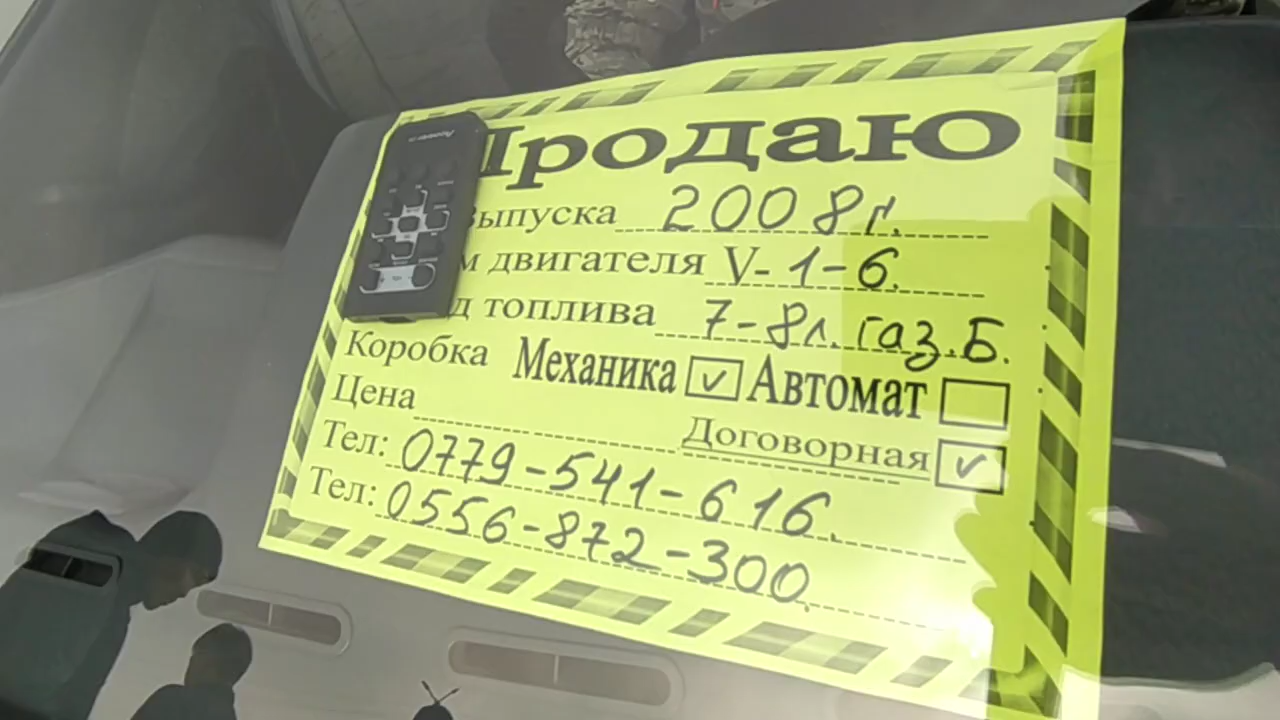 Продаю
выпуска 2008г.
м двигателя V-1-6.
д топлива 7-8л. газ.Б.
Коробка Механика ✓ Автомат
Цена Договорная ✓
Тел: 0779-541-616.
Тел: 0556-872-300.